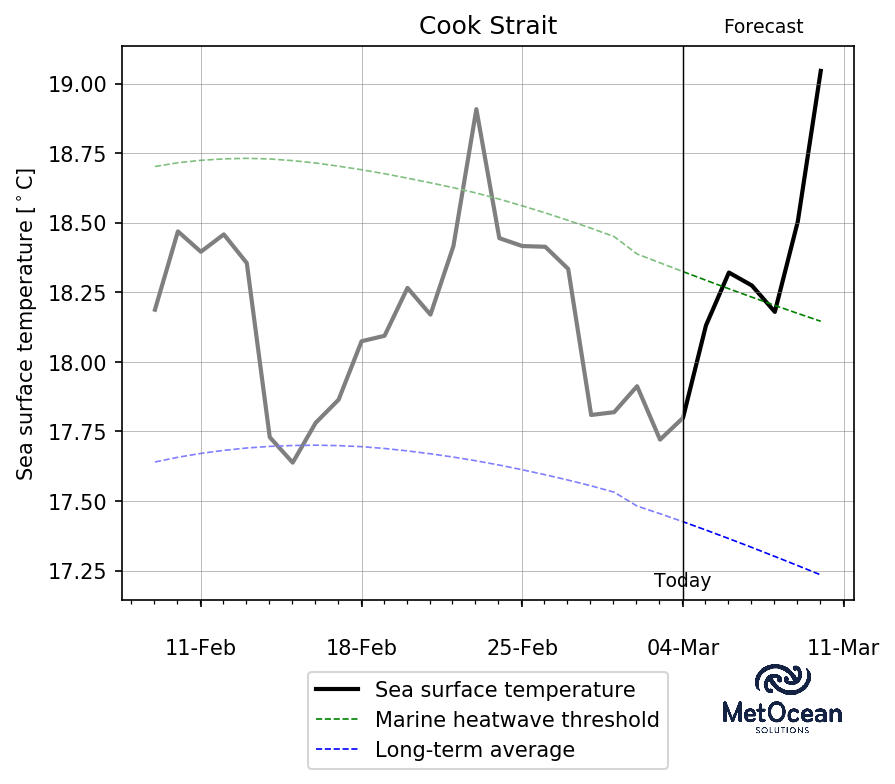 Cook Strait
Forecast
Sea surface temperature [°C]
19.00
18.75
18.50
18.25
18.00
17.75
17.50
17.25
Today
11-Feb
18-Feb
25-Feb
04-Mar
11-Mar
Sea surface temperature
Marine heatwave threshold
Long-term average
MetOcean
SOLUTIONS